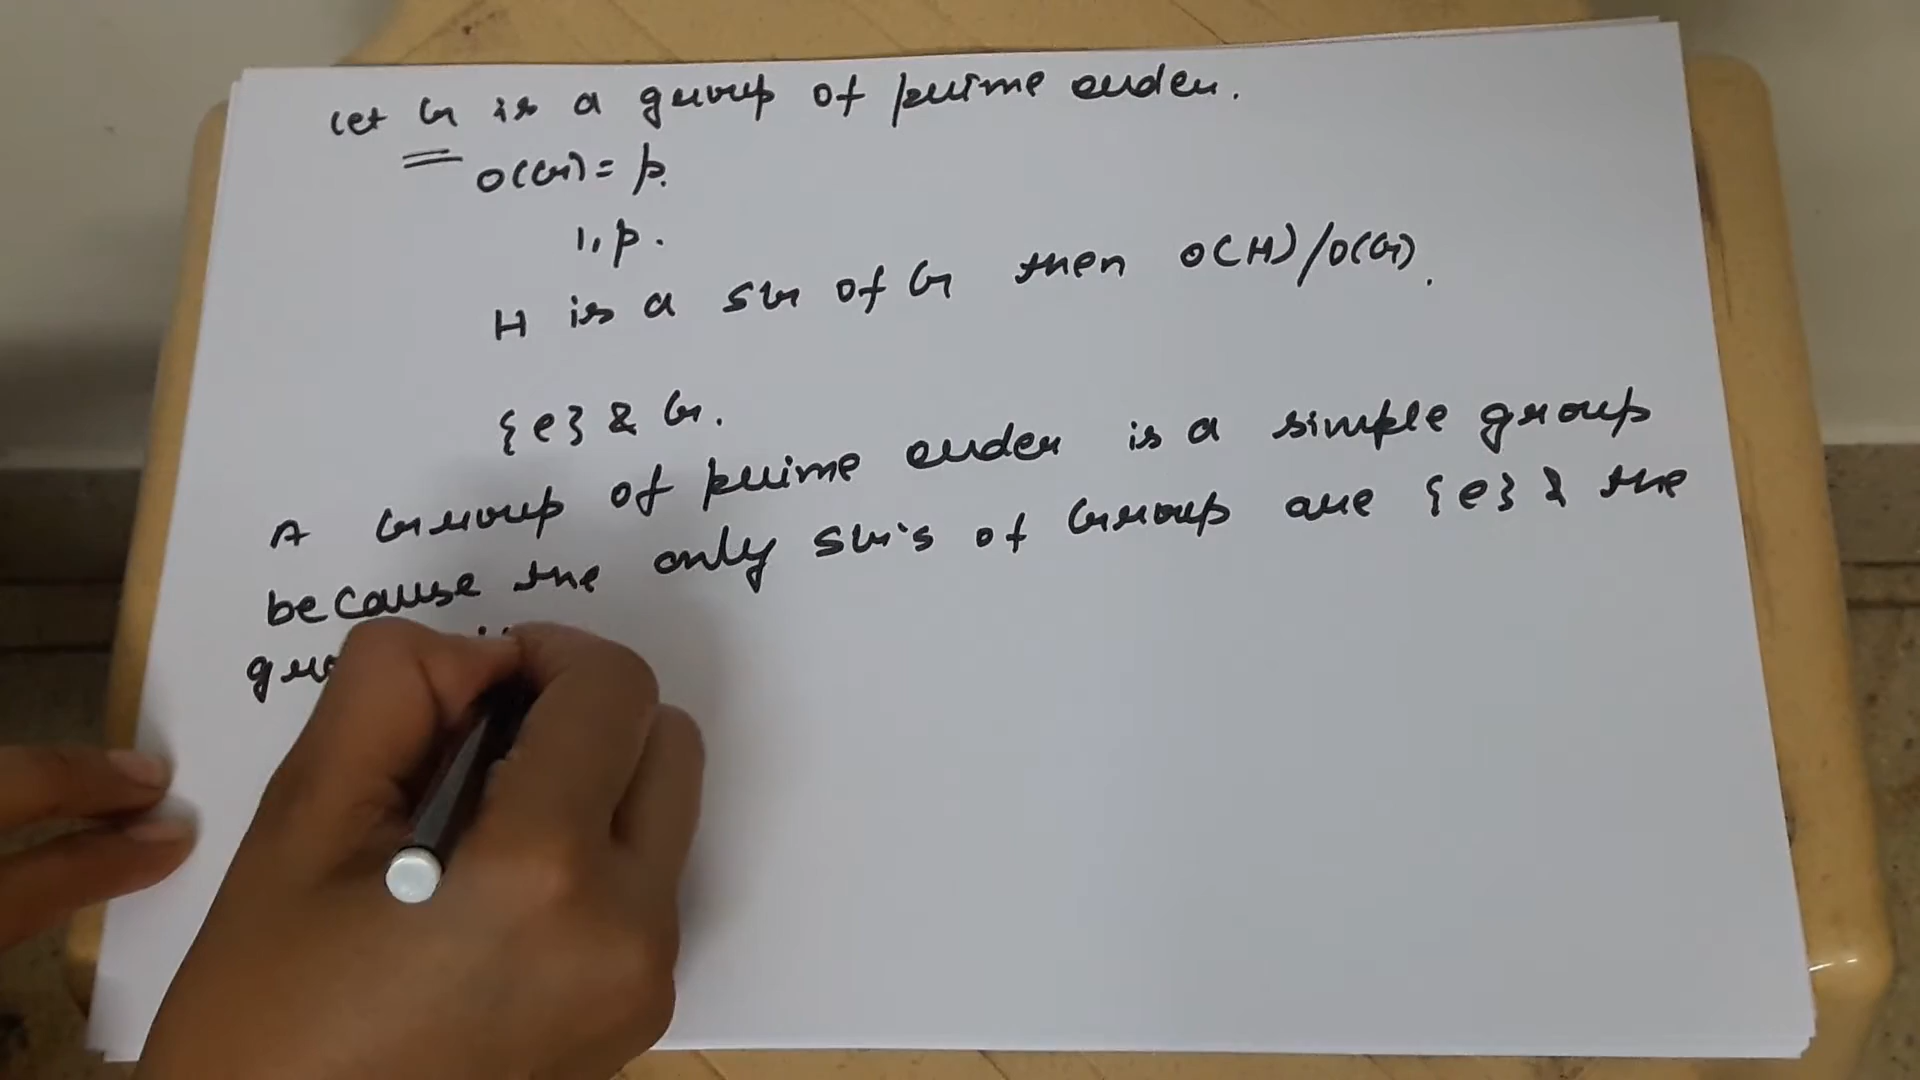 Let G is a group of prime order.
O(G) = p.
1, p.
H is a SG of G then O(H)/O(G).
{e} & G.
A Group of prime order is a simple group
because the only SG's of Group are {e} & the